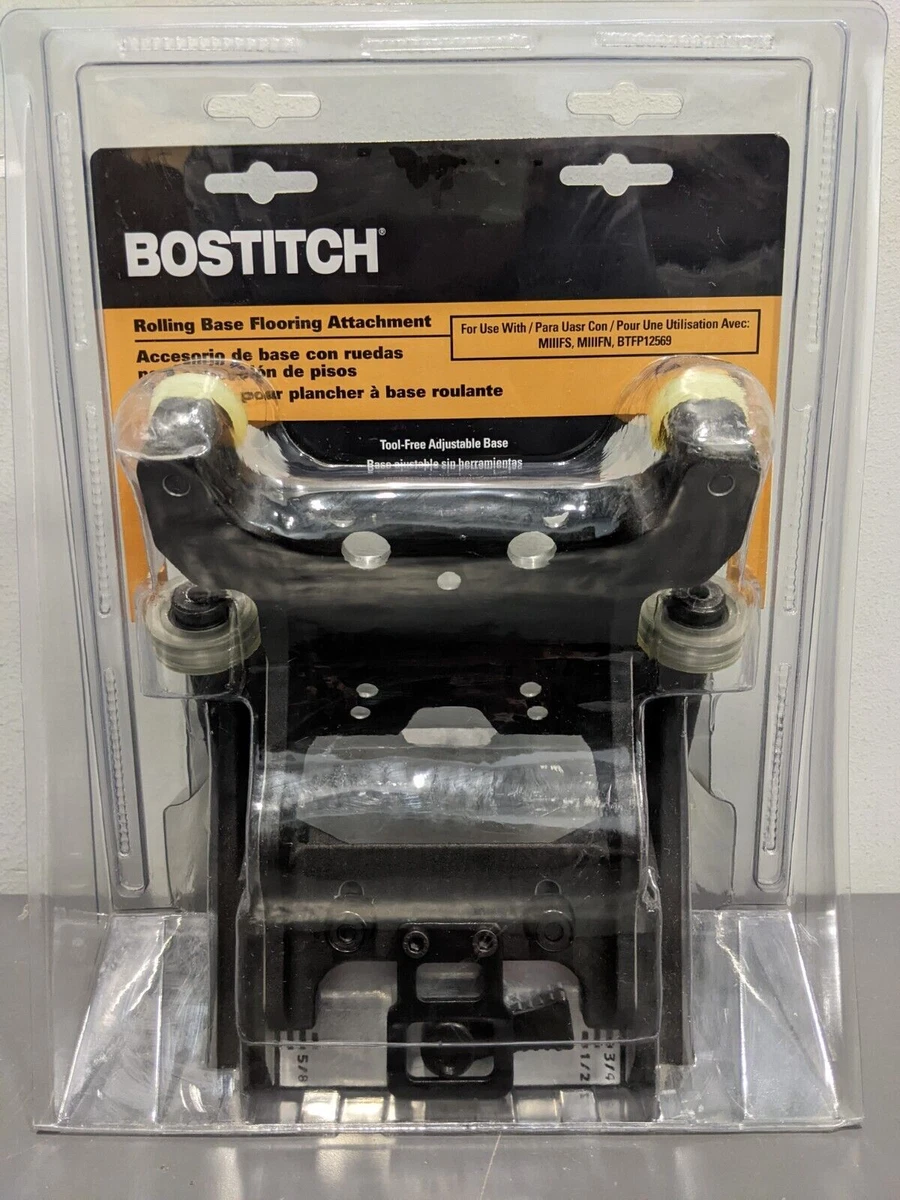 BOSTITCH®
Rolling Base Flooring Attachment
For Use With / Para Uasr Con / Pour Une Utilisation Avec:
MIIIFS, MIIIFN, BTFP12569
Accesorio de base con ruedas
de pisos
pour plancher à base roulante
Tool-Free Adjustable Base
Base ajustable sin herramientas
5/8
1/2
3/4